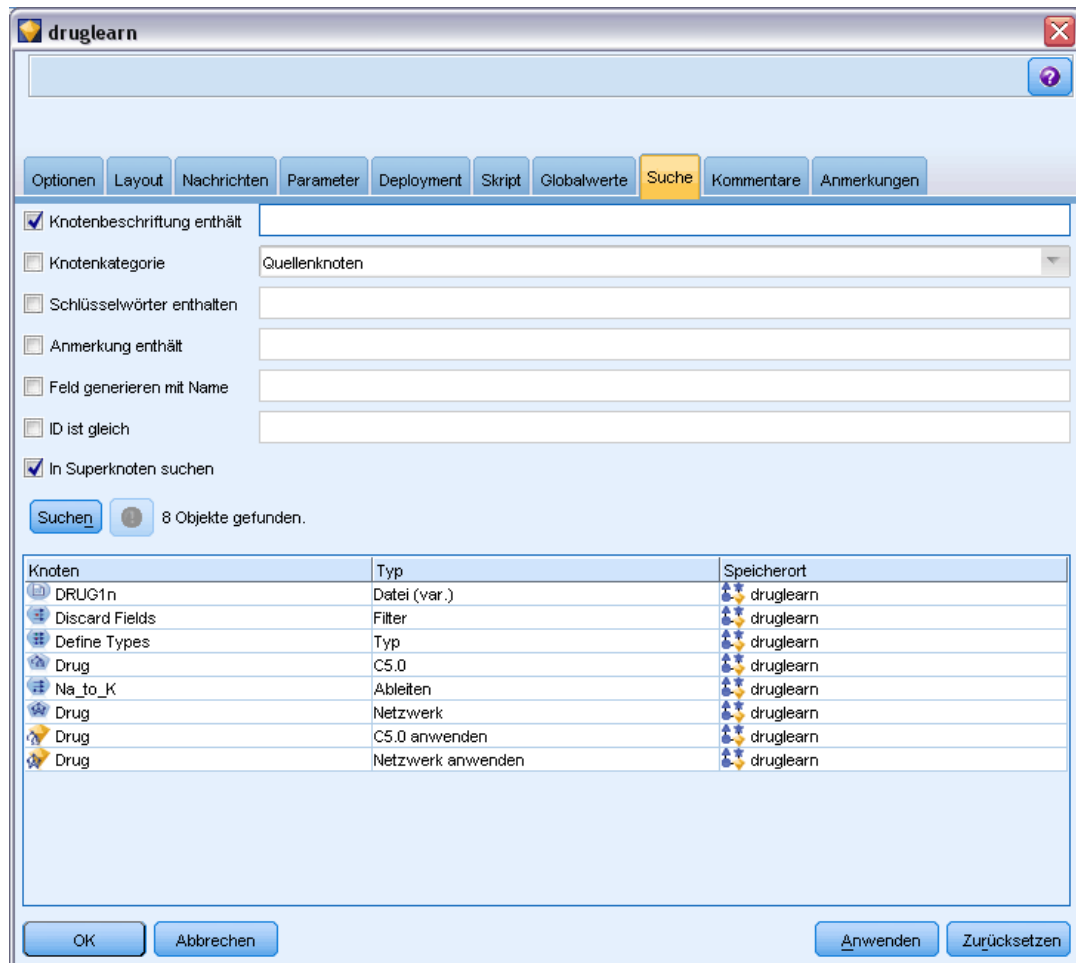 druglearn
Optionen Layout Nachrichten Parameter Deployment Skript Globalwerte Suche Kommentare Anmerkungen
Knotenbeschriftung enthält
Knotenkategorie Quellenknoten
Schlüsselwörter enthalten
Anmerkung enthält
Feld generieren mit Name
ID ist gleich
In Superknoten suchen
Suchen 8 Objekte gefunden.
Knoten Typ Speicherort
DRUG1n Datei (var.) druglearn
Discard Fields Filter druglearn
Define Types Typ druglearn
Drug C5.0 druglearn
Na_to_K Ableiten druglearn
Drug Netzwerk druglearn
Drug C5.0 anwenden druglearn
Drug Netzwerk anwenden druglearn
OK Abbrechen Anwenden Zurücksetzen